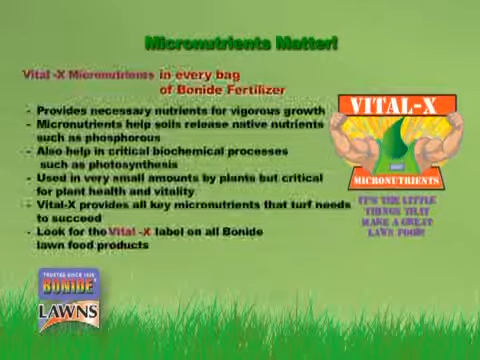 Micronutrients Matter!
Vital -X Micronutrients in every bag
of Bonide Fertilizer
- Provides necessary nutrients for vigorous growth
- Micronutrients help soils release native nutrients
such as phosphorous
- Also help in critical biochemical processes
such as photosynthesis
- Used in very small amounts by plants but critical
for plant health and vitality
- Vital-X provides all key micronutrients that turf needs
to succeed
- Look for the Vital -X label on all Bonide
lawn food products
VITAL-X
MICRONUTRIENTS
IT'S THE LITTLE
THINGS THAT
MAKE A GREAT
LAWN FOOD!
TRUSTED SINCE 1926
BONIDE
LAWNS